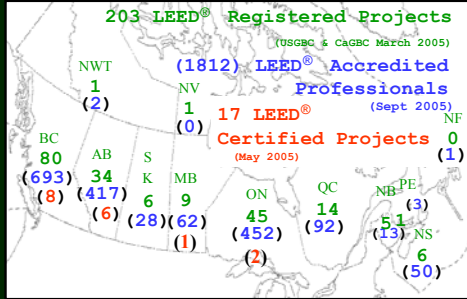 203 LEED® Registered Projects
(USGBC & CaGBC March 2005)
(1812) LEED® Accredited
Professionals
(Sept 2005)
17 LEED®
Certified Projects
(May 2005)
NWT
1
(2)
NV
1
(0)
NF
0
(1)
BC
80
(693)
(8)
AB
34
(417)
(6)
S
K
6
(28)
MB
9
(62)
(1)
ON
45
(452)
(2)
QC
14
(92)
NB
5
(13)
PE
(3)
1
NS
6
(50)